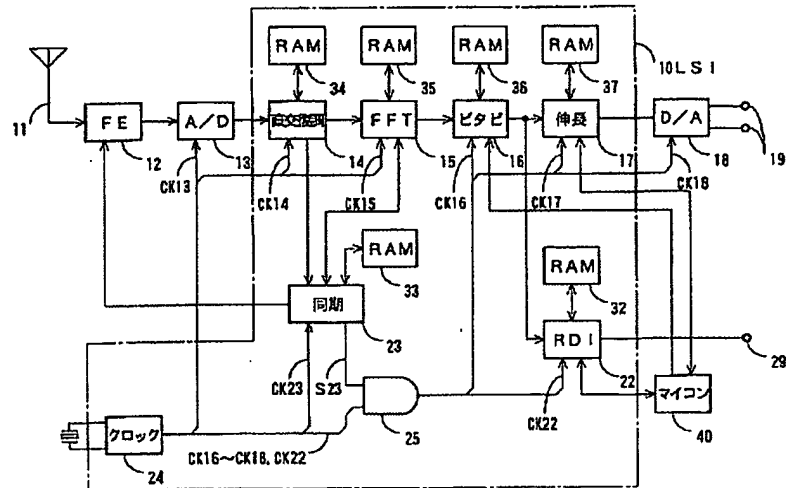 RAM
RAM
RAM
RAM
10LSI
34
35
36
37
FE
A/D
直交復調
FFT
ビタビ
伸長
D/A
11
12
13
14
15
16
17
18
19
CK13
CK14
CK15
CK16
CK17
CK18
RAM
33
RAM
32
同期
23
RDI
22
29
CK23
S23
CK22
マイコン
40
クロック
24
25
CK16~CK18,CK22